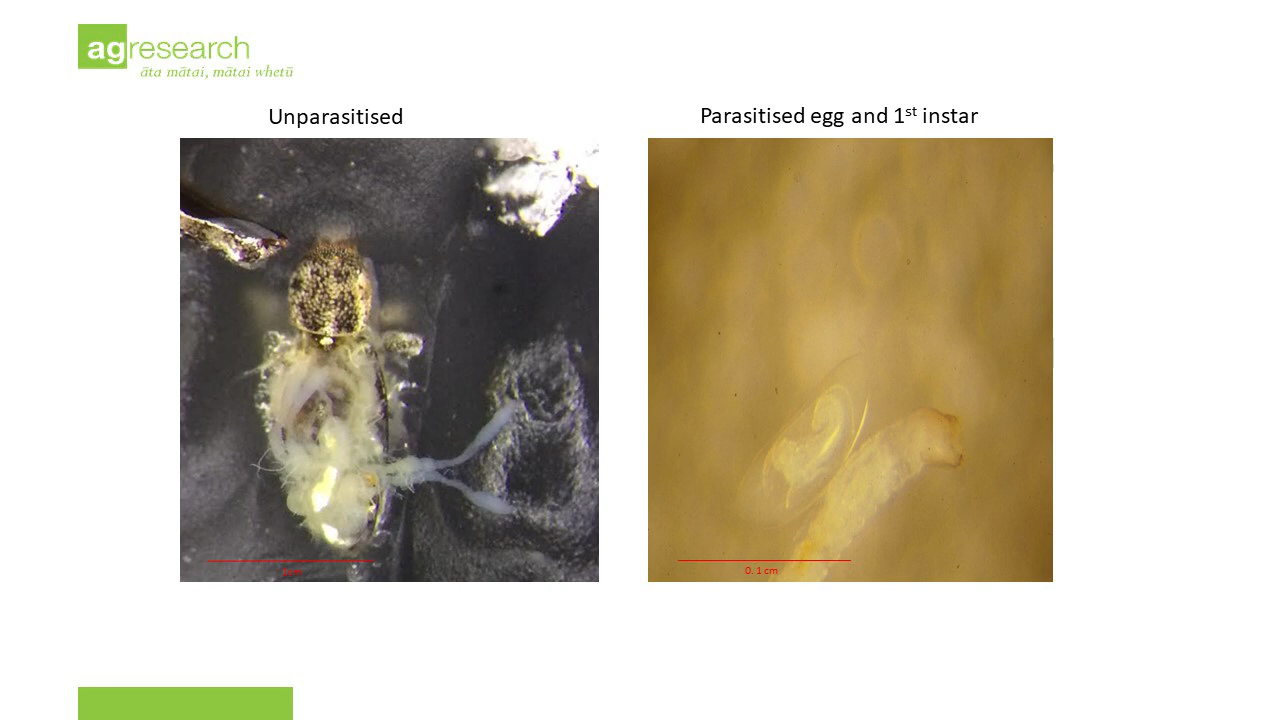 agresearch
āta mātai, mātai whetū
Unparasitised
Parasitised egg and 1st instar
0.1 cm